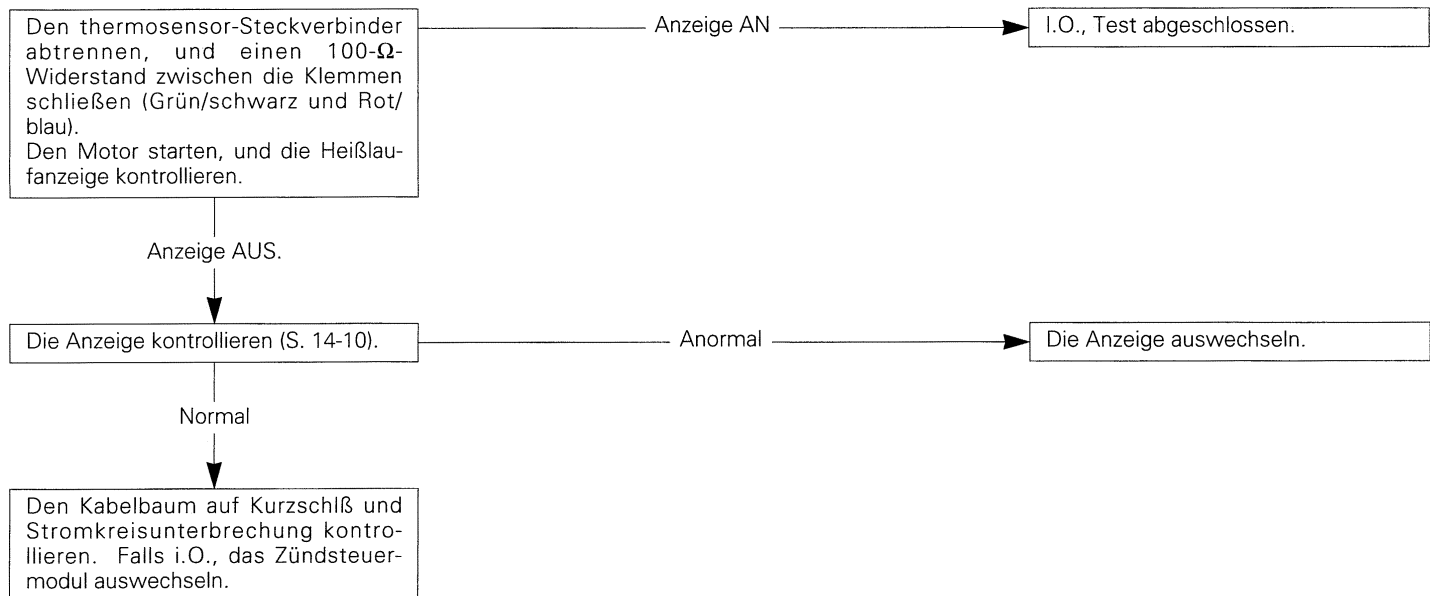 Den thermosensor-Steckverbinder
abtrennen, und einen 100-Ω-
Widerstand zwischen die Klemmen
schließen (Grün/schwarz und Rot/
blau).
Den Motor starten, und die Heißlau-
fanzeige kontrollieren.
Anzeige AN
I.O., Test abgeschlossen.
Anzeige AUS.
Die Anzeige kontrollieren (S. 14-10).
Anormal
Die Anzeige auswechseln.
Normal
Den Kabelbaum auf Kurzschlß und
Stromkreisunterbrechung kontro-
llieren. Falls i.O., das Zündsteuer-
modul auswechseln.